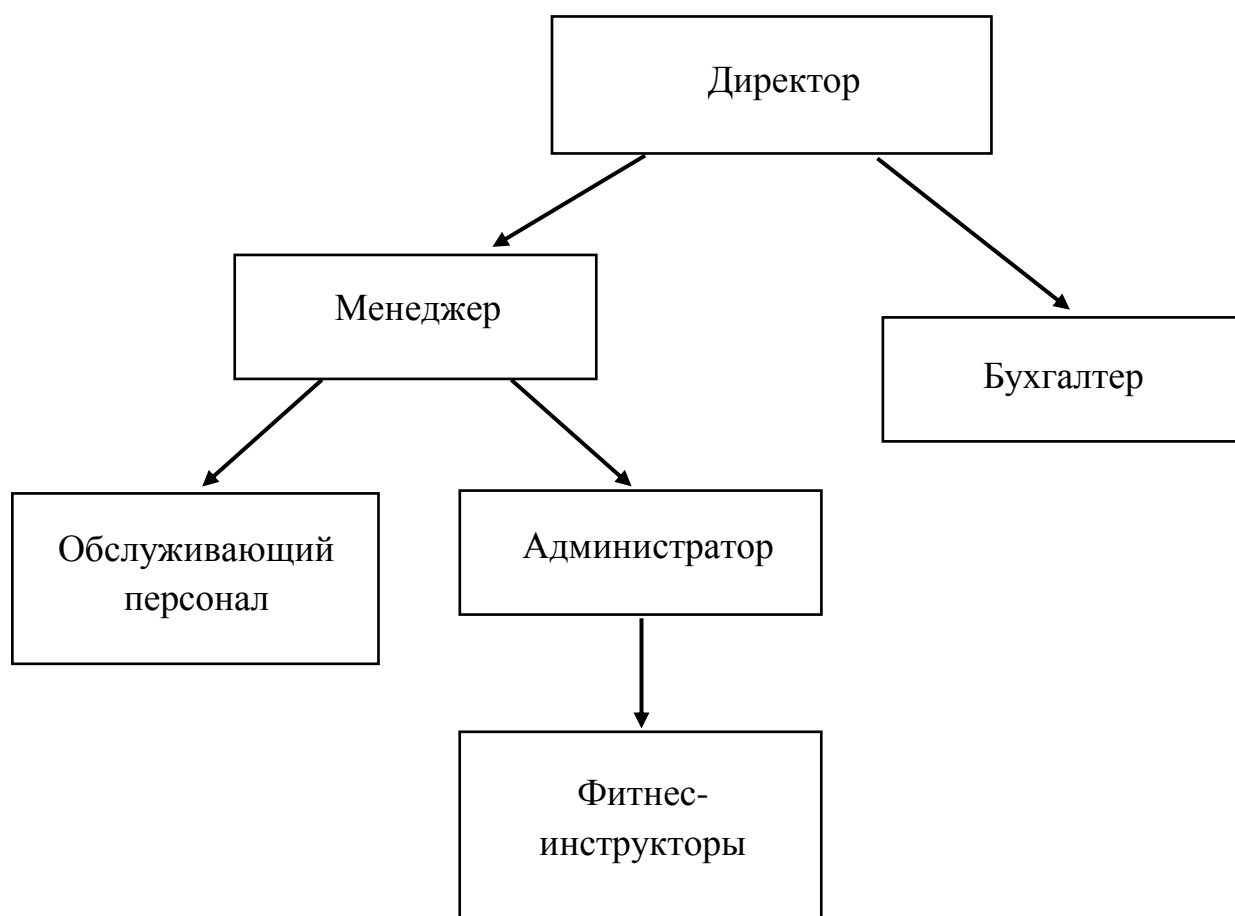 Директор
Менеджер
Бухгалтер
Обслуживающий
персонал
Администратор
Фитнес-
инструкторы